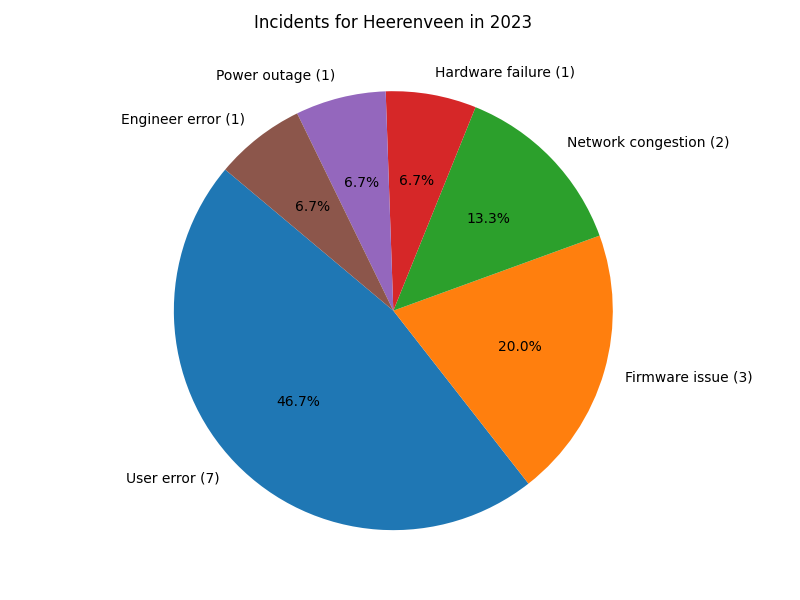 Incidents for Heerenveen in 2023
Power outage (1)
Hardware failure (1)
Engineer error (1)
Network congestion (2)
6.7%
6.7%
6.7%
13.3%
20.0%
Firmware issue (3)
46.7%
User error (7)